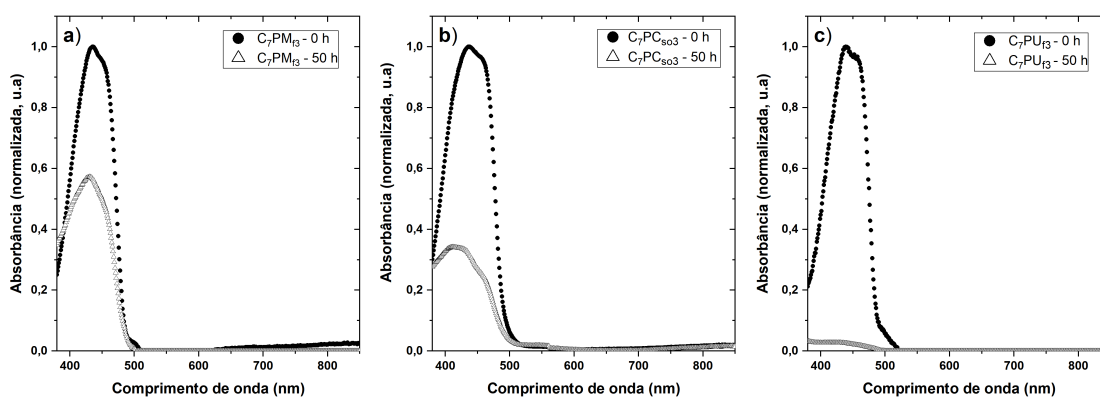 a)
C7PMf3 - 0 h
C7PMf3 - 50 h
1,0
0,8
0,6
0,4
0,2
0,0
Absorbância (normalizada, u.a)
400 500 600 700 800
Comprimento de onda (nm)
b)
C7PCso3 - 0 h
C7PCso3 - 50 h
1,0
0,8
0,6
0,4
0,2
0,0
Absorbância (normalizada, u.a)
400 500 600 700 800
Comprimento de onda (nm)
c)
C7PUf3 - 0 h
C7PUf3 - 50 h
1,0
0,8
0,6
0,4
0,2
0,0
Absorbância (normalizada, u.a)
400 500 600 700 800
Comprimento de onda (nm)